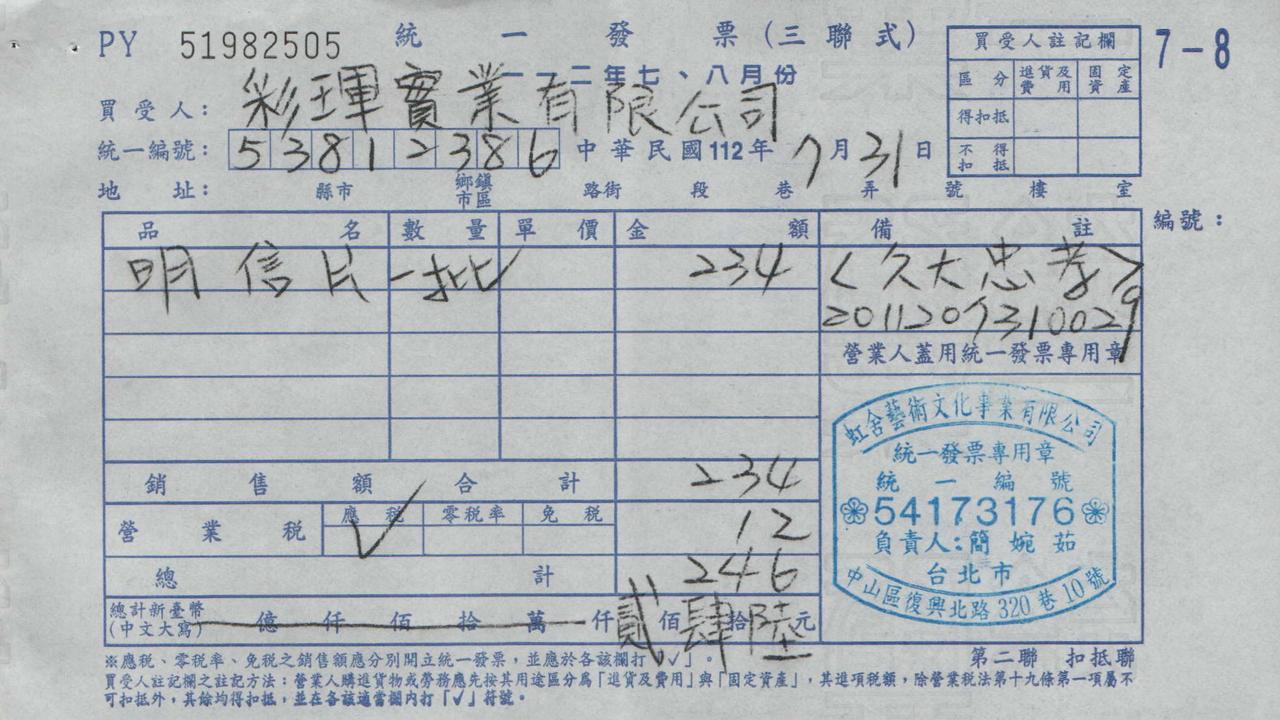 PY 51982505 統一發票(三聯式)
一一二年七、八月份
7-8
買受人註記欄
區分 進貨及費用 固定資產
得扣抵
不得扣抵
買受人: 彩琿實業有限公司
統一編號: 53812386 中華民國112年 7月31日
地址: 縣市 鄉鎮市區 路街 段 巷 弄 號 樓 室
編號:
品名 數量 單價 金額 備註
明信片 一批 234 <久大忠孝>
20112073100299
營業人蓋用統一發票專用章
虹舍藝術文化事業有限公司
統一發票專用章
統一編號
54173176
負責人:簡婉茹
台北市
中山區復興北路320巷10號
銷售額合計 234
營業稅 應稅 ✓ 零稅率 免稅 12
總計 246
總計新臺幣(中文大寫) 億 仟 佰 拾 萬 仟 貳佰 肆拾 陸元
※應稅、零稅率、免稅之銷售額應分別開立統一發票,並應於各該欄打「✓」。
第二聯 扣抵聯
買受人註記欄之註記方法:營業人購進貨物或勞務應先按其用途區分為「進貨及費用」與「固定資產」,其進項稅額,除營業稅法第十九條第一項屬不
可扣抵外,其餘均得扣抵,並在各該適當欄內打「✓」符號。